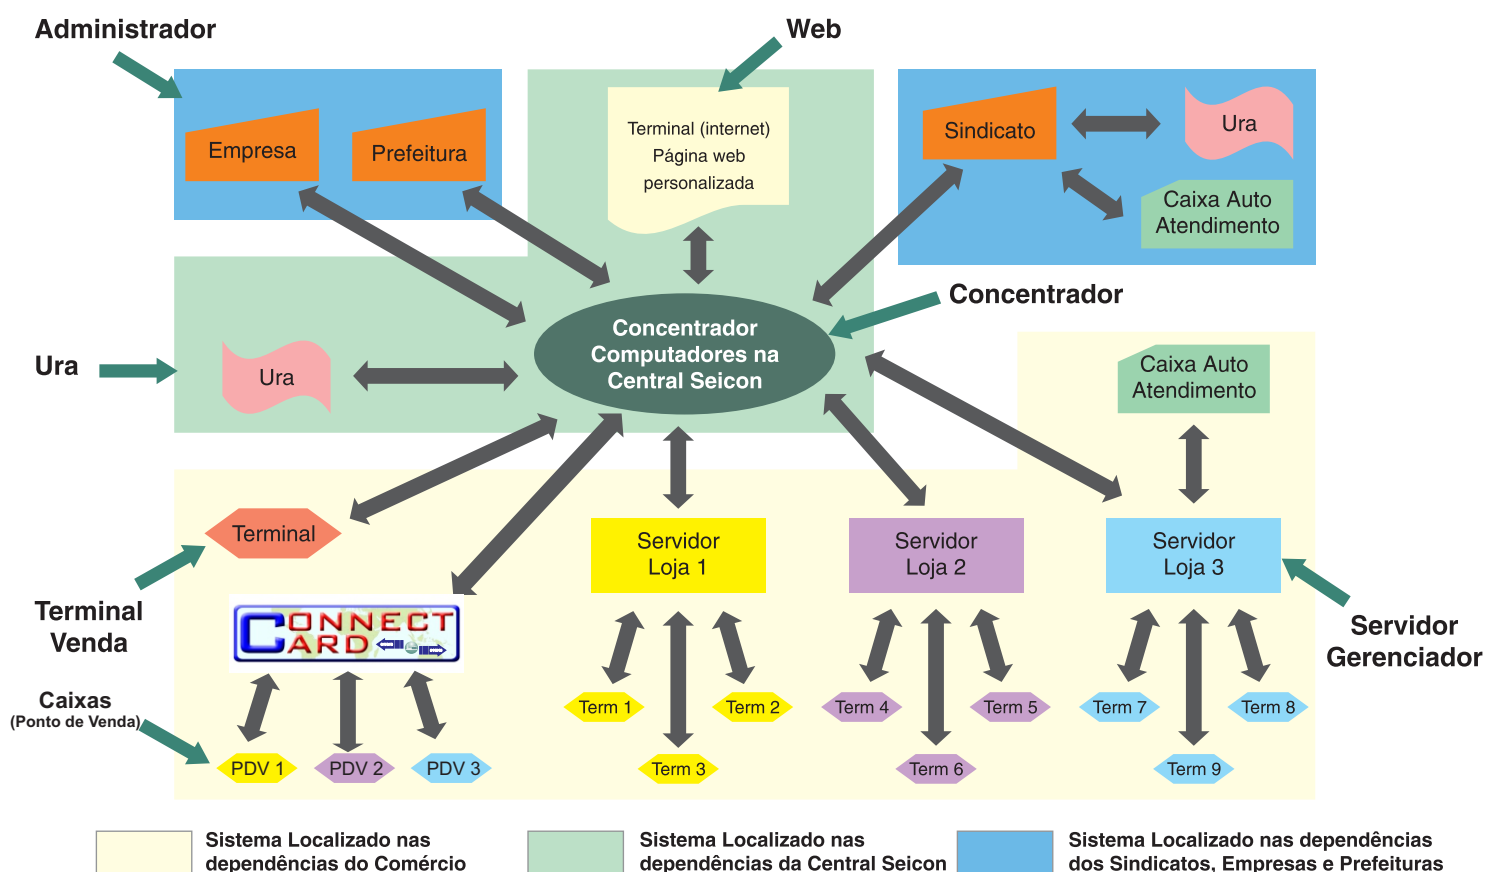 Administrador
Web
Empresa
Prefeitura
Terminal (internet)
Página web
personalizada
Sindicato
Ura
Caixa Auto
Atendimento
Concentrador
Concentrador
Computadores na
Central Seicon
Ura
Ura
Caixa Auto
Atendimento
Terminal
Servidor
Loja 1
Servidor
Loja 2
Servidor
Loja 3
Terminal
Venda
CONNECT
CARD
Servidor
Gerenciador
Caixas
(Ponto de Venda)
Term 1
Term 2
Term 4
Term 5
Term 7
Term 8
PDV 1
PDV 2
PDV 3
Term 3
Term 6
Term 9
Sistema Localizado nas
dependências do Comércio
Sistema Localizado nas
dependências da Central Seicon
Sistema Localizado nas dependências
dos Sindicatos, Empresas e Prefeituras